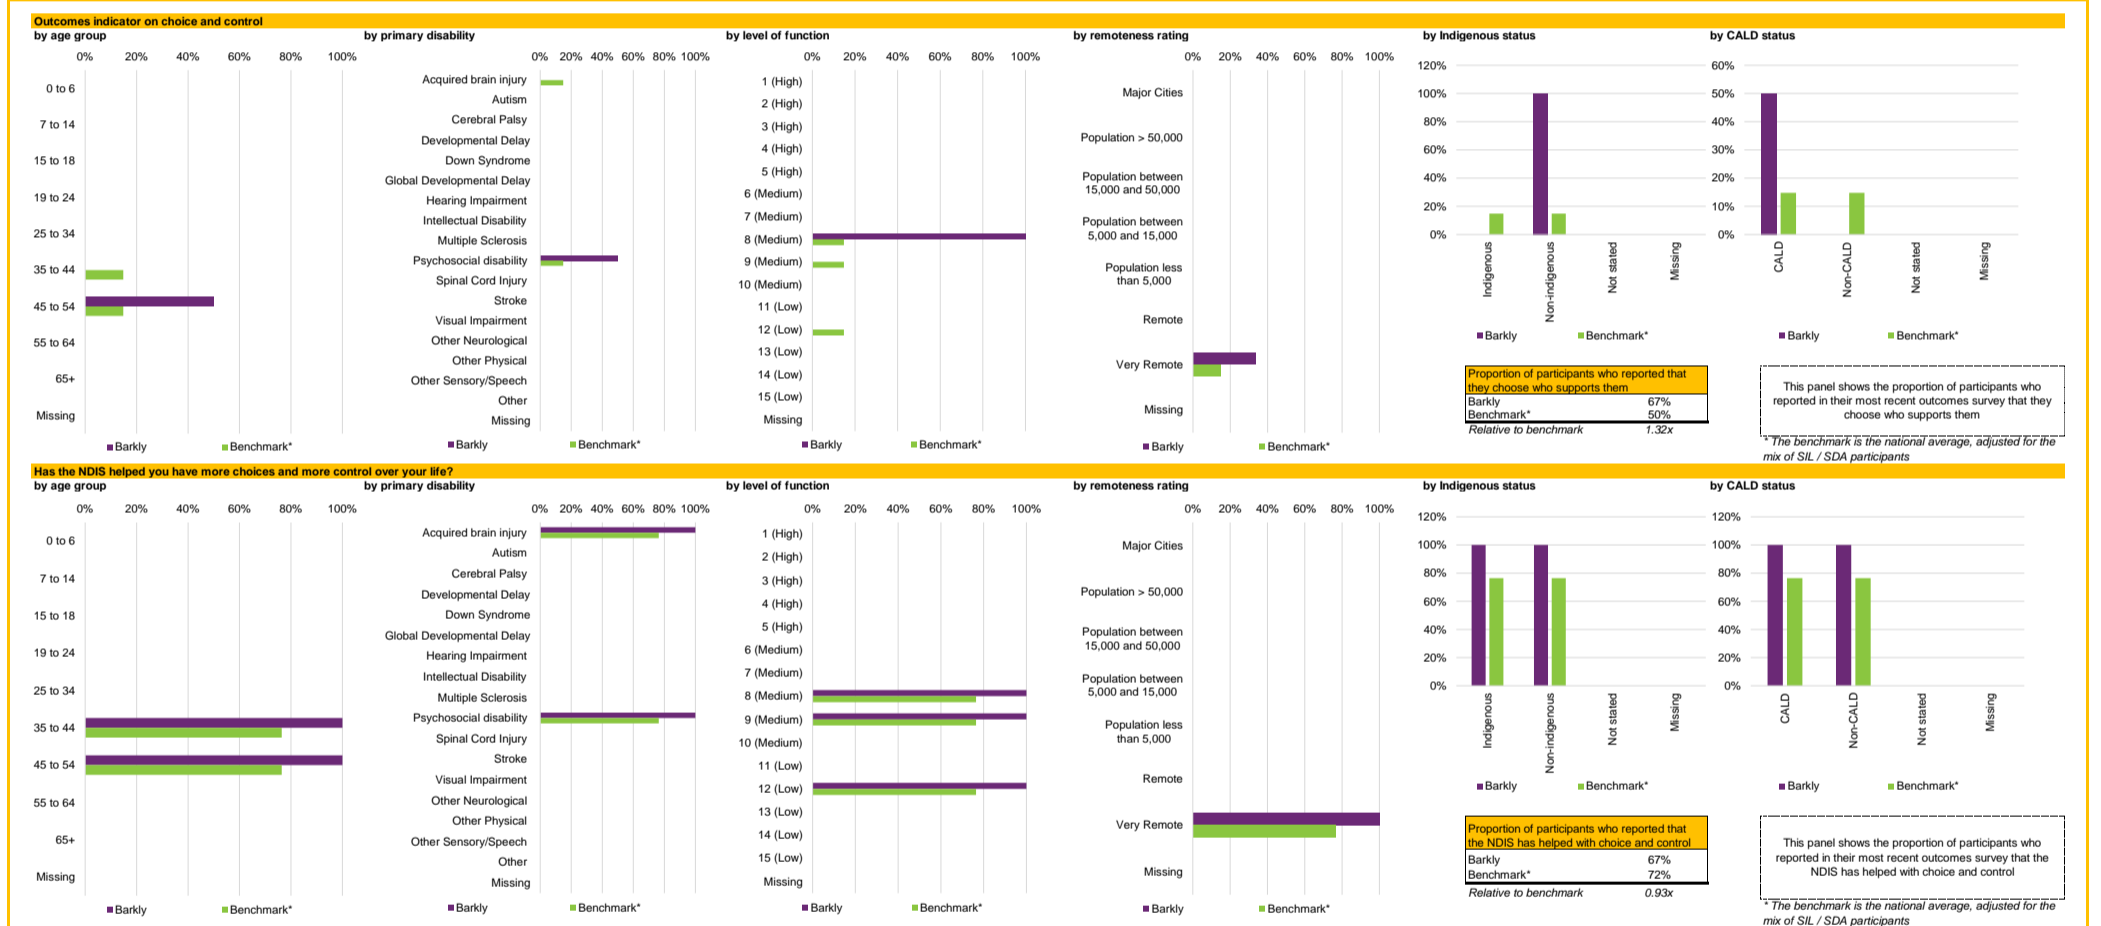 Outcomes indicator on choice and control
by age group
0% 20% 40% 60% 80% 100%
0 to 6
7 to 14
15 to 18
19 to 24
25 to 34
35 to 44
45 to 54
55 to 64
65+
Missing
Barkly Benchmark*
by primary disability
0% 20% 40% 60% 80% 100%
Acquired brain injury
Autism
Cerebral Palsy
Developmental Delay
Down Syndrome
Global Developmental Delay
Hearing Impairment
Intellectual Disability
Multiple Sclerosis
Psychosocial disability
Spinal Cord Injury
Stroke
Visual Impairment
Other Neurological
Other Physical
Other Sensory/Speech
Other
Missing
Barkly Benchmark*
by level of function
0% 20% 40% 60% 80% 100%
1 (High)
2 (High)
3 (High)
4 (High)
5 (High)
6 (Medium)
7 (Medium)
8 (Medium)
9 (Medium)
10 (Medium)
11 (Low)
12 (Low)
13 (Low)
14 (Low)
15 (Low)
Missing
Barkly Benchmark*
by remoteness rating
0% 20% 40% 60% 80% 100%
Major Cities
Population > 50,000
Population between
15,000 and 50,000
Population between
5,000 and 15,000
Population less
than 5,000
Remote
Very Remote
Missing
Barkly Benchmark*
by Indigenous status
120%
100%
80%
60%
40%
20%
0%
Indigenous
Non-indigenous
Not stated
Missing
Barkly Benchmark*
Proportion of participants who reported that
they choose who supports them
Barkly 67%
Benchmark* 50%
Relative to benchmark 1.32x
by CALD status
60%
50%
40%
30%
20%
10%
0%
CALD
Non-CALD
Not stated
Missing
Barkly Benchmark*
This panel shows the proportion of participants who
reported in their most recent outcomes survey that they
choose who supports them
* The benchmark is the national average, adjusted for the
mix of SIL / SDA participants
Has the NDIS helped you have more choices and more control over your life?
by age group
0% 20% 40% 60% 80% 100%
0 to 6
7 to 14
15 to 18
19 to 24
25 to 34
35 to 44
45 to 54
55 to 64
65+
Missing
Barkly Benchmark*
by primary disability
0% 20% 40% 60% 80% 100%
Acquired brain injury
Autism
Cerebral Palsy
Developmental Delay
Down Syndrome
Global Developmental Delay
Hearing Impairment
Intellectual Disability
Multiple Sclerosis
Psychosocial disability
Spinal Cord Injury
Stroke
Visual Impairment
Other Neurological
Other Physical
Other Sensory/Speech
Other
Missing
Barkly Benchmark*
by level of function
0% 20% 40% 60% 80% 100%
1 (High)
2 (High)
3 (High)
4 (High)
5 (High)
6 (Medium)
7 (Medium)
8 (Medium)
9 (Medium)
10 (Medium)
11 (Low)
12 (Low)
13 (Low)
14 (Low)
15 (Low)
Missing
Barkly Benchmark*
by remoteness rating
0% 20% 40% 60% 80% 100%
Major Cities
Population > 50,000
Population between
15,000 and 50,000
Population between
5,000 and 15,000
Population less
than 5,000
Remote
Very Remote
Missing
Barkly Benchmark*
by Indigenous status
120%
100%
80%
60%
40%
20%
0%
Indigenous
Non-indigenous
Not stated
Missing
Barkly Benchmark*
Proportion of participants who reported that
the NDIS has helped with choice and control
Barkly 67%
Benchmark* 72%
Relative to benchmark 0.93x
by CALD status
120%
100%
80%
60%
40%
20%
0%
CALD
Non-CALD
Not stated
Missing
Barkly Benchmark*
This panel shows the proportion of participants who
reported in their most recent outcomes survey that the
NDIS has helped with choice and control
* The benchmark is the national average, adjusted for the
mix of SIL / SDA participants